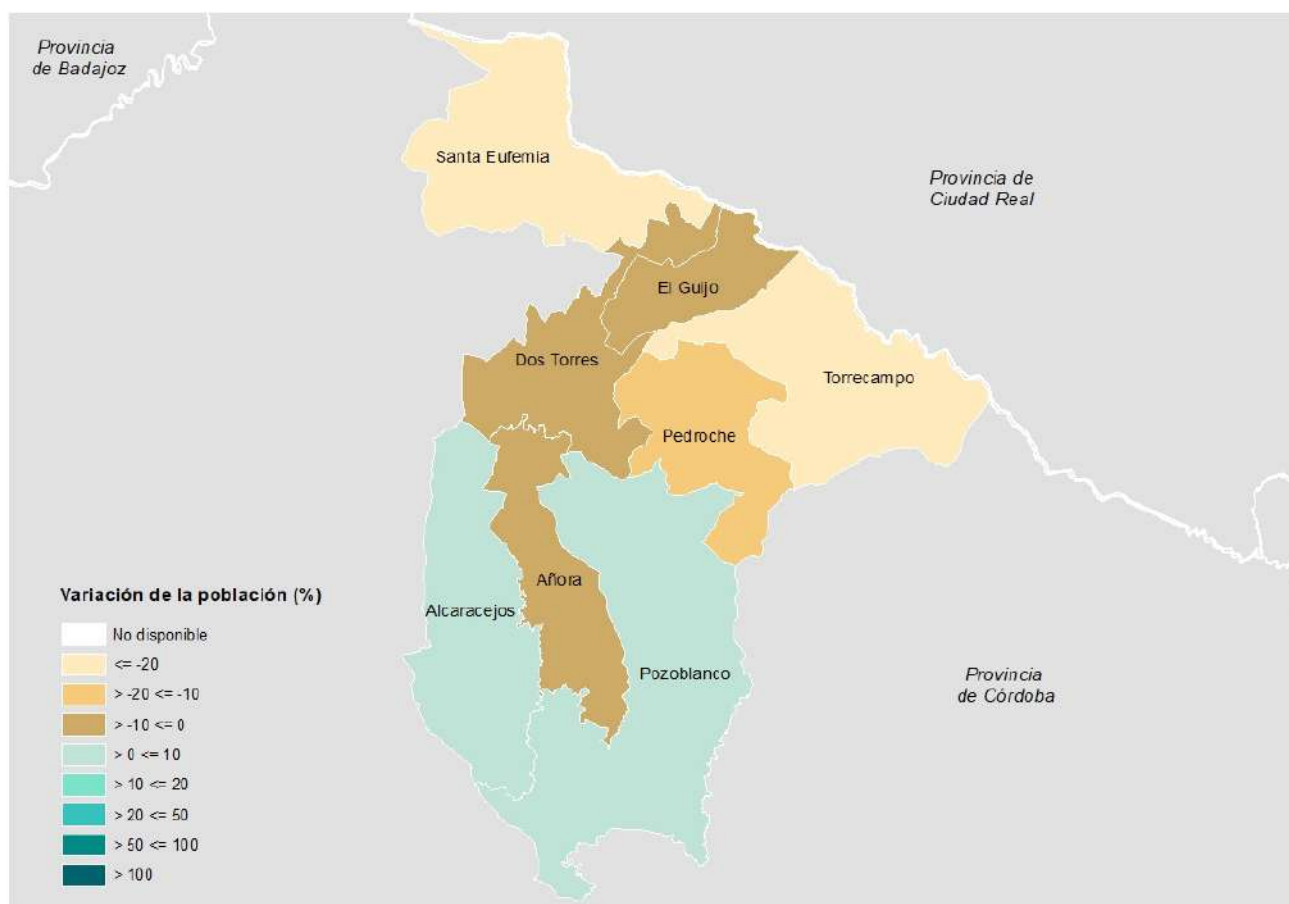 Provincia
de Badajoz
Santa Eufemia
Provincia de
Ciudad Real
El Guijo
Dos Torres
Torrecampo
Pedroche
Añora
Alcaracejos
Pozoblanco
Provincia
de Córdoba
Variación de la población (%)
No disponible
<= -20
> -20 <= -10
> -10 <= 0
> 0 <= 10
> 10 <= 20
> 20 <= 50
> 50 <= 100
> 100